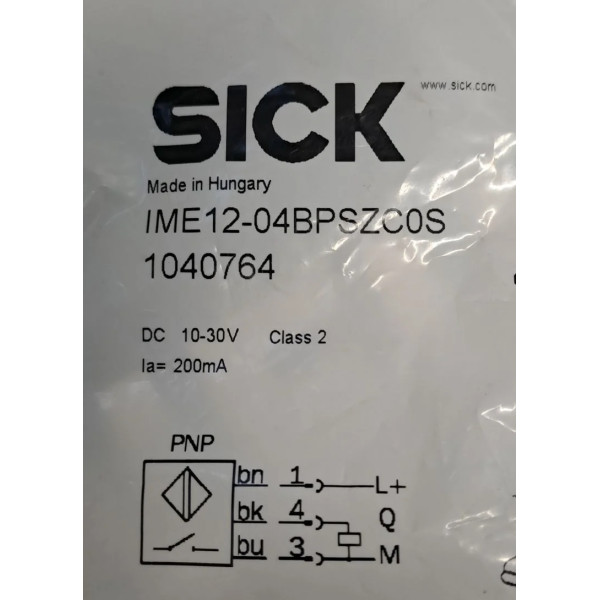 www.sick.com
SICK
Made in Hungary
IME12-04BPSZC0S
1040764
DC 10-30V Class 2
Ia= 200mA
PNP
bn 1 L+
bk 4 Q
bu 3 M